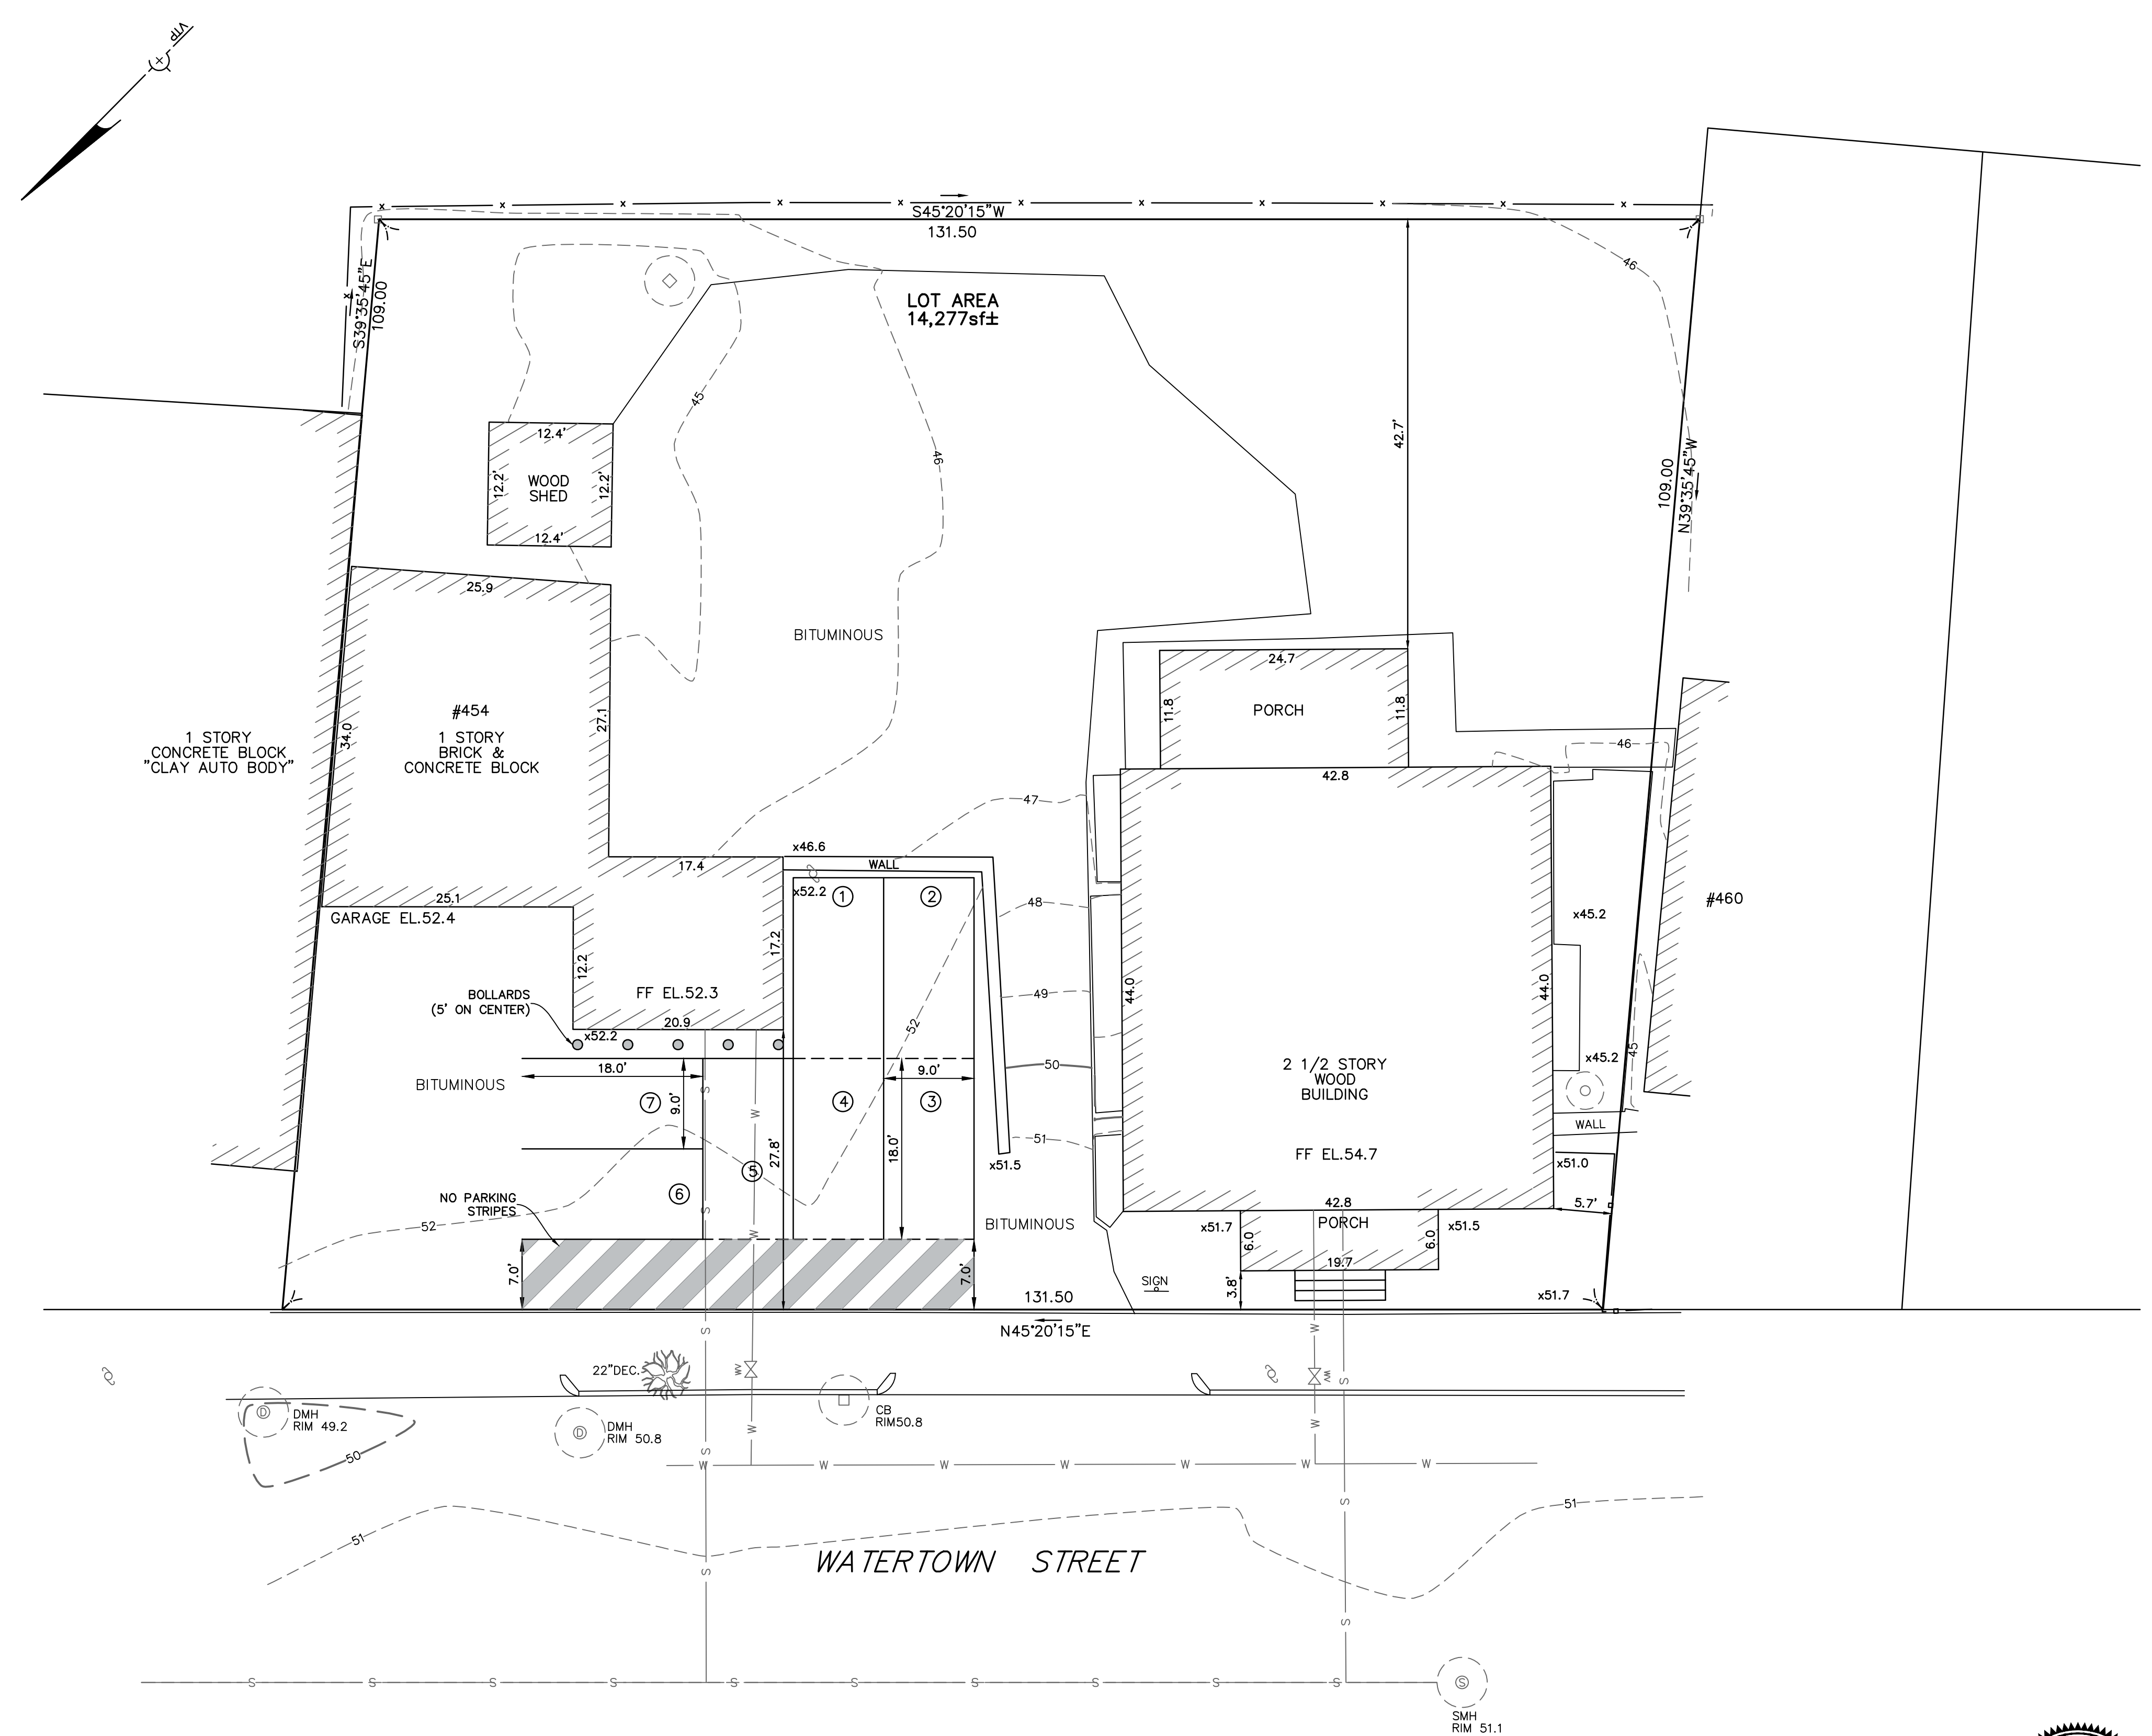 VTP
S45°20'15"W
131.50
S39°35'45"E
109.00
46
LOT AREA
14,277sf±
45
46
42.7'
109.00
N39°35'45"W
12.4'
12.2'
WOOD
SHED
12.2'
12.4'
25.9
BITUMINOUS
#454
1 STORY
BRICK &
CONCRETE BLOCK
34.0
27.1
1 STORY
CONCRETE BLOCK
"CLAY AUTO BODY"
24.7
11.8
PORCH
11.8
46
42.8
47
x46.6
WALL
17.4
x52.2
1
2
25.1
GARAGE EL.52.4
48
x45.2
#460
12.2
17.2
FF EL.52.3
49
44.0
44.0
BOLLARDS
(5' ON CENTER)
20.9
x52.2
52
50
x45.2
45
18.0'
9.0'
BITUMINOUS
7
9.0'
4
3
2 1/2 STORY
WOOD
BUILDING
WALL
27.8'
18.0'
51
x51.5
FF EL.54.7
x51.0
5
6
NO PARKING
STRIPES
52
BITUMINOUS
42.8
5.7'
x51.7
PORCH
x51.5
6.0
6.0
19.7
7.0'
7.0'
SIGN
3.8'
x51.7
131.50
N45°20'15"E
22"DEC.
WV
WV
DMH
RIM 49.2
DMH
RIM 50.8
CB
RIM50.8
50
S
W
W W W W W W W
51
51
WATERTOWN STREET
S S S S S S S S S S
SMH
RIM 51.1